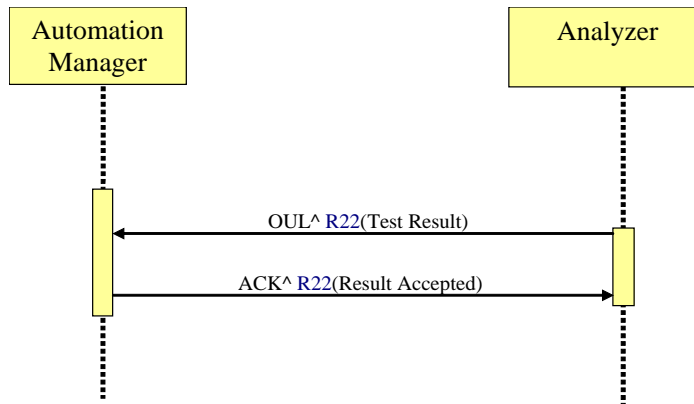 Automation
Manager
Analyzer
OUL^ R22(Test Result)
ACK^ R22(Result Accepted)